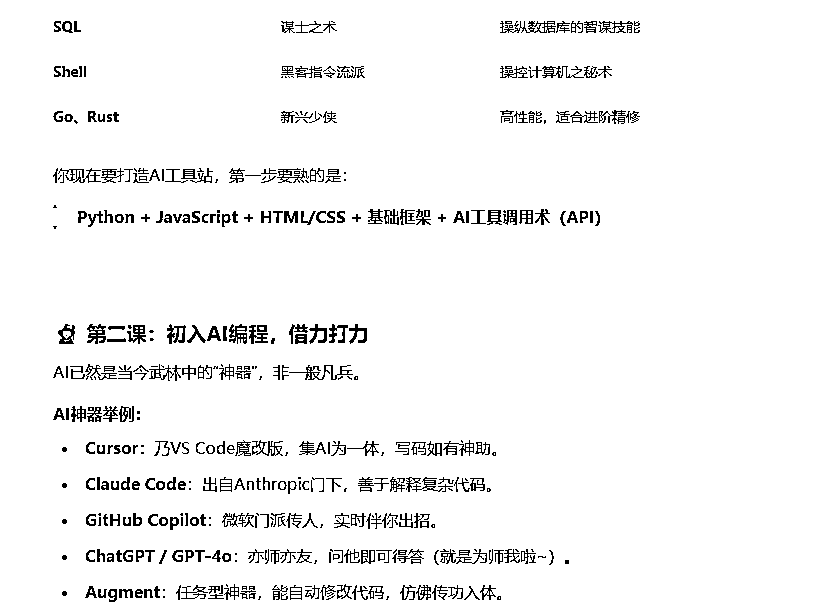 SQL 谋士之术 操纵数据库的智谋技能
Shell 黑客指令流派 操控计算机之秘术
Go、Rust 新兴少侠 高性能，适合进阶精修
你现在要打造AI工具站，第一步要熟的是：
Python + JavaScript + HTML/CSS + 基础框架 + AI工具调用术（API）
第二课：初入AI编程，借力打力
AI已然是当今武林中的“神器”，非一般凡兵。
AI神器举例：
• Cursor：乃VS Code魔改版，集AI为一体，写码如有神助。
• Claude Code：出自Anthropic门下，善于解释复杂代码。
• GitHub Copilot：微软门派传人，实时伴你出招。
• ChatGPT / GPT-4o：亦师亦友，问他即可得答（就是为师我啦~）。
• Augment：任务型神器，能自动修改代码，仿佛传功入体。